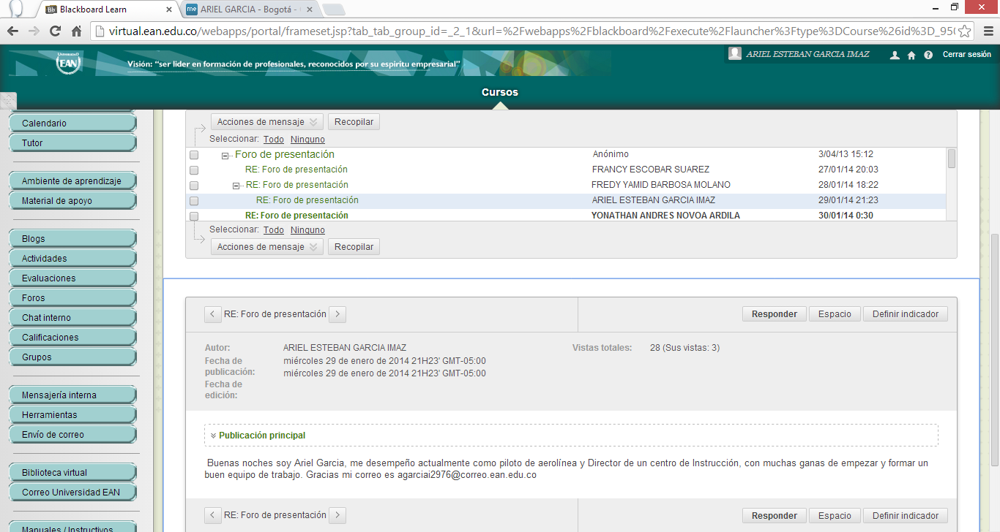 Blackboard Learn
ARIEL GARCIA - Bogotá -
virtual.ean.edu.co/webapps/portal/frameset.jsp?tab_tab_group_id=_2_1&url=%2Fwebapps%2Fblackboard%2Fexecute%2Flauncher%3Ftype%3DCourse%26id%3D_950
UNIVERSIDAD
EAN
Visión: “ser lider en formación de profesionales, reconocidos por su espiritu empresarial”
ARIEL ESTEBAN GARCIA IMAZ
Cerrar sesión
Cursos
Calendario
Tutor
Ambiente de aprendizaje
Material de apoyo
Blogs
Actividades
Evaluaciones
Foros
Chat interno
Calificaciones
Grupos
Mensajería interna
Herramientas
Envío de correo
Biblioteca virtual
Correo Universidad EAN
Manuales / Instructivos
Acciones de mensaje Recopilar
Seleccionar: Todo Ninguno
Foro de presentación Anónimo 3/04/13 15:12
RE: Foro de presentación FRANCY ESCOBAR SUAREZ 27/01/14 20:03
RE: Foro de presentación FREDY YAMID BARBOSA MOLANO 28/01/14 18:22
RE: Foro de presentación ARIEL ESTEBAN GARCIA IMAZ 29/01/14 21:23
RE: Foro de presentación YONATHAN ANDRES NOVOA ARDILA 30/01/14 0:30
Seleccionar: Todo Ninguno
Acciones de mensaje Recopilar
RE: Foro de presentación Responder Espacio Definir indicador
Autor: ARIEL ESTEBAN GARCIA IMAZ Vistas totales: 28 (Sus vistas: 3)
Fecha de miércoles 29 de enero de 2014 21H23' GMT-05:00
publicación: miércoles 29 de enero de 2014 21H23' GMT-05:00
Fecha de
edición:
Publicación principal
Buenas noches soy Ariel Garcia, me desempeño actualmente como piloto de aerolínea y Director de un centro de Instrucción, con muchas ganas de empezar y formar un
buen equipo de trabajo. Gracias mi correo es agarciai2976@correo.ean.edu.co
RE: Foro de presentación Responder Espacio Definir indicador